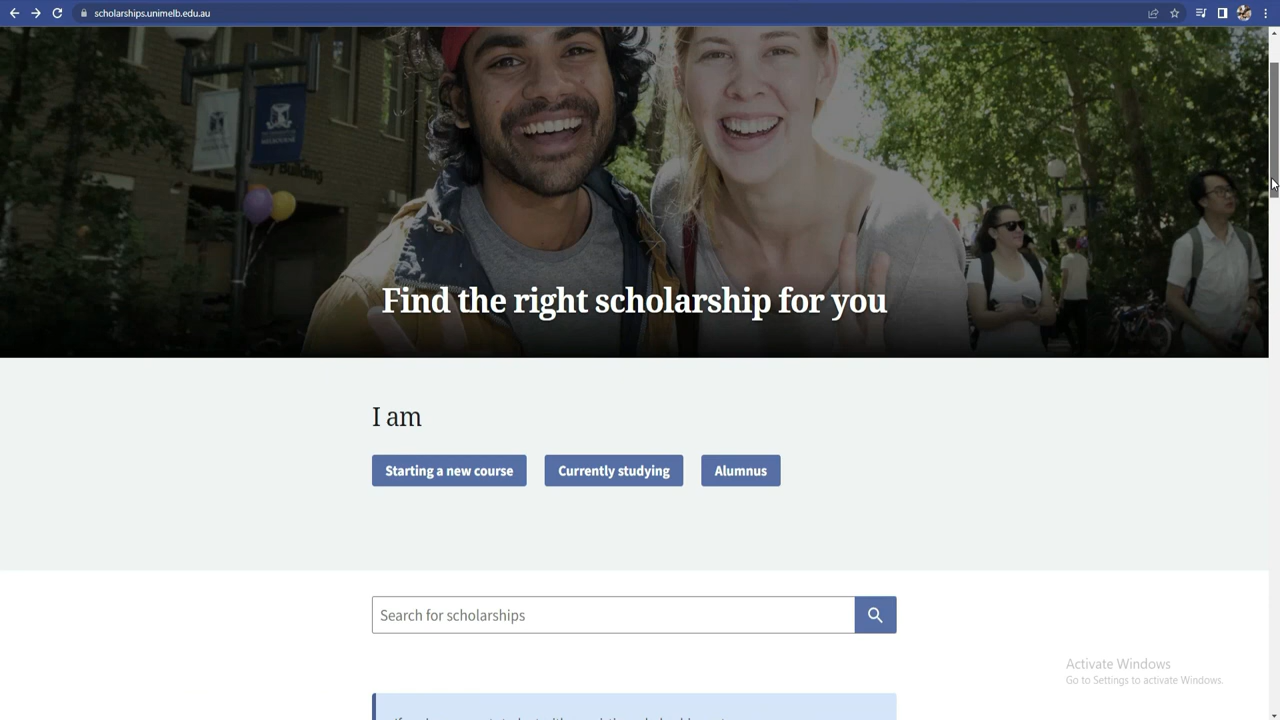 scholarships.unimelb.edu.au
Find the right scholarship for you
I am
Starting a new course
Currently studying
Alumnus
Search for scholarships
Activate Windows
Go to Settings to activate Windows.